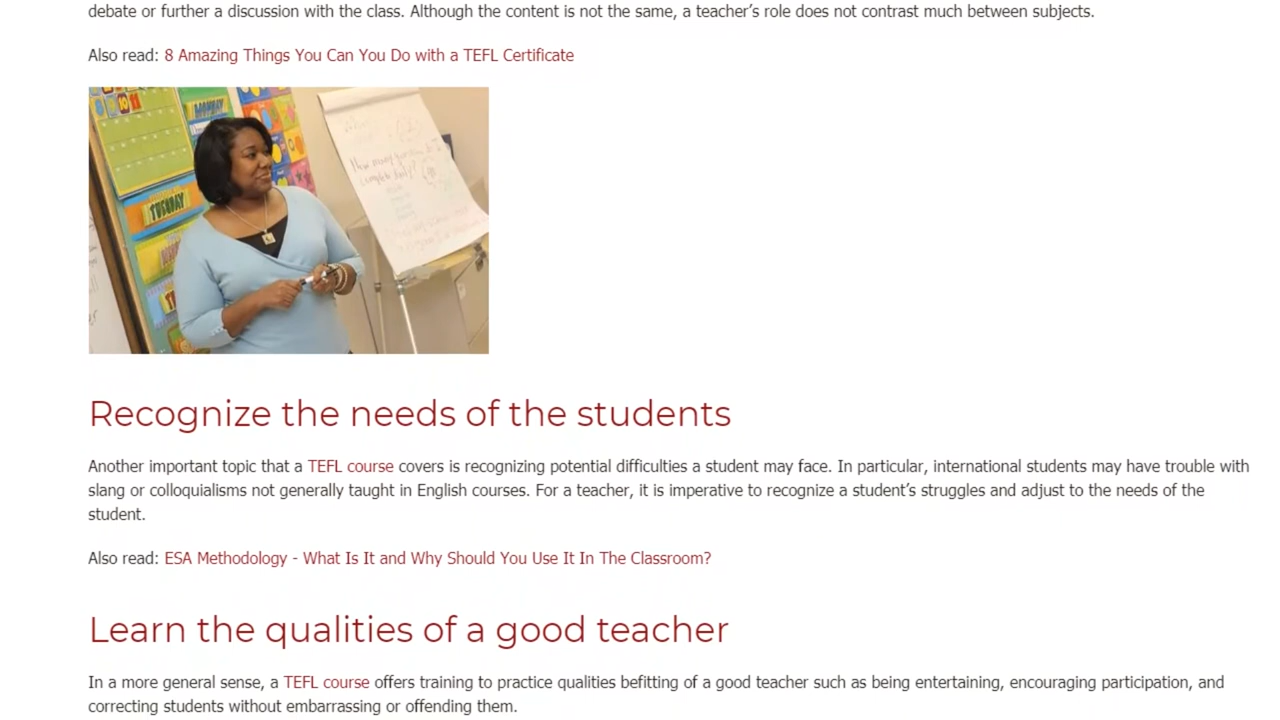 debate or further a discussion with the class. Although the content is not the same, a teacher’s role does not contrast much between subjects.
Also read: 8 Amazing Things You Can You Do with a TEFL Certificate
TUESDAY
Recognize the needs of the students
Another important topic that a TEFL course covers is recognizing potential difficulties a student may face. In particular, international students may have trouble with
slang or colloquialisms not generally taught in English courses. For a teacher, it is imperative to recognize a student’s struggles and adjust to the needs of the
student.
Also read: ESA Methodology - What Is It and Why Should You Use It In The Classroom?
Learn the qualities of a good teacher
In a more general sense, a TEFL course offers training to practice qualities befitting of a good teacher such as being entertaining, encouraging participation, and
correcting students without embarrassing or offending them.